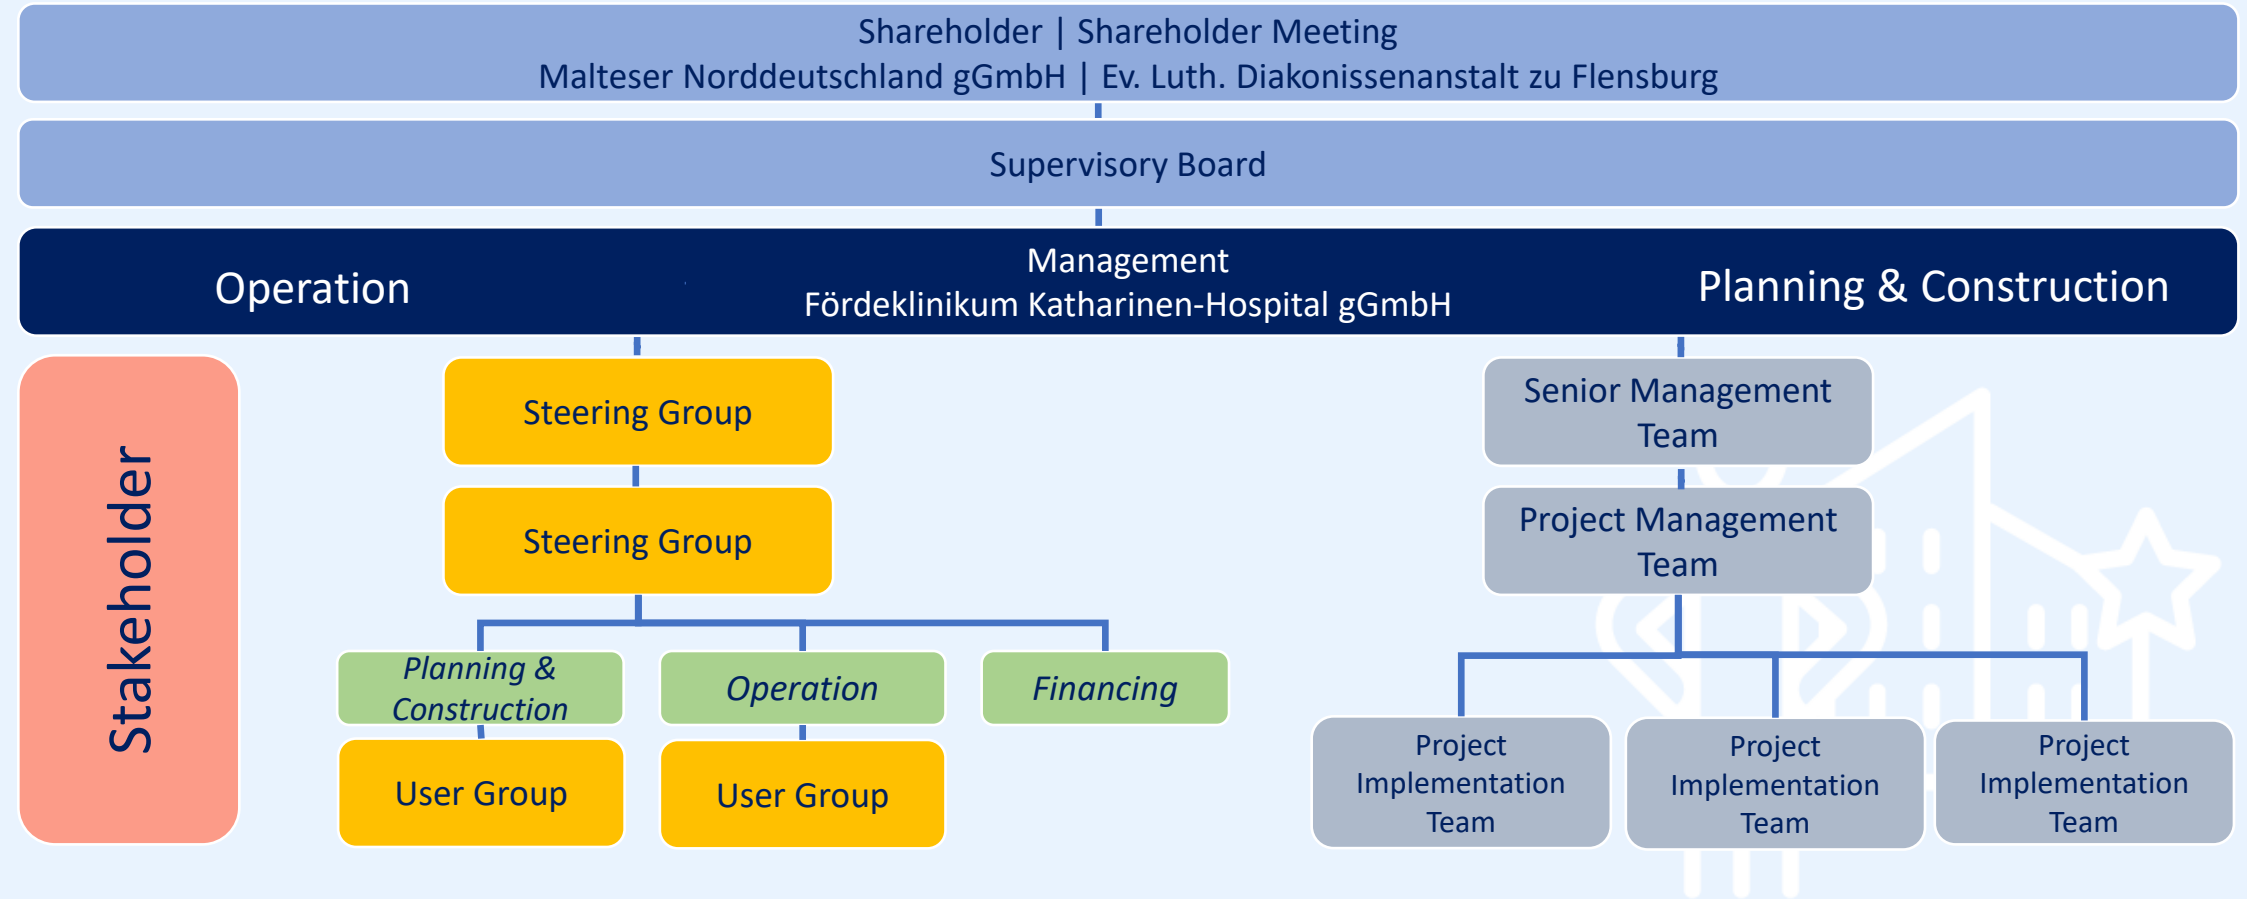 Shareholder | Shareholder Meeting
Malteser Norddeutschland gGmbH | Ev. Luth. Diakonissenanstalt zu Flensburg
Supervisory Board
Operation
Management
Fördeklinikum Katharinen-Hospital gGmbH
Planning & Construction
Stakeholder
Steering Group
Steering Group
Planning &
Construction
Operation
Financing
User Group
User Group
Senior Management
Team
Project Management
Team
Project
Implementation
Team
Project
Implementation
Team
Project
Implementation
Team